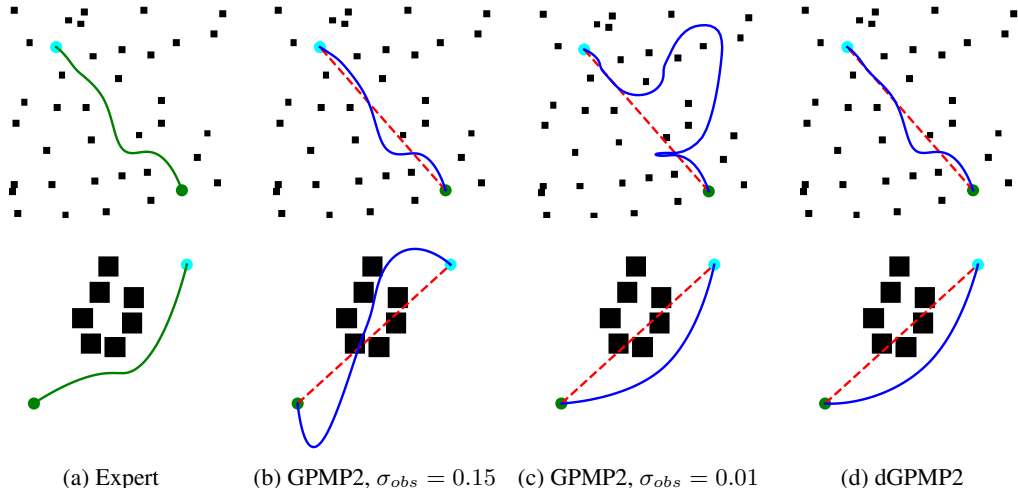 (a) Expert
(b) GPMP2, σ_obs = 0.15
(c) GPMP2, σ_obs = 0.01
(d) dGPMP2